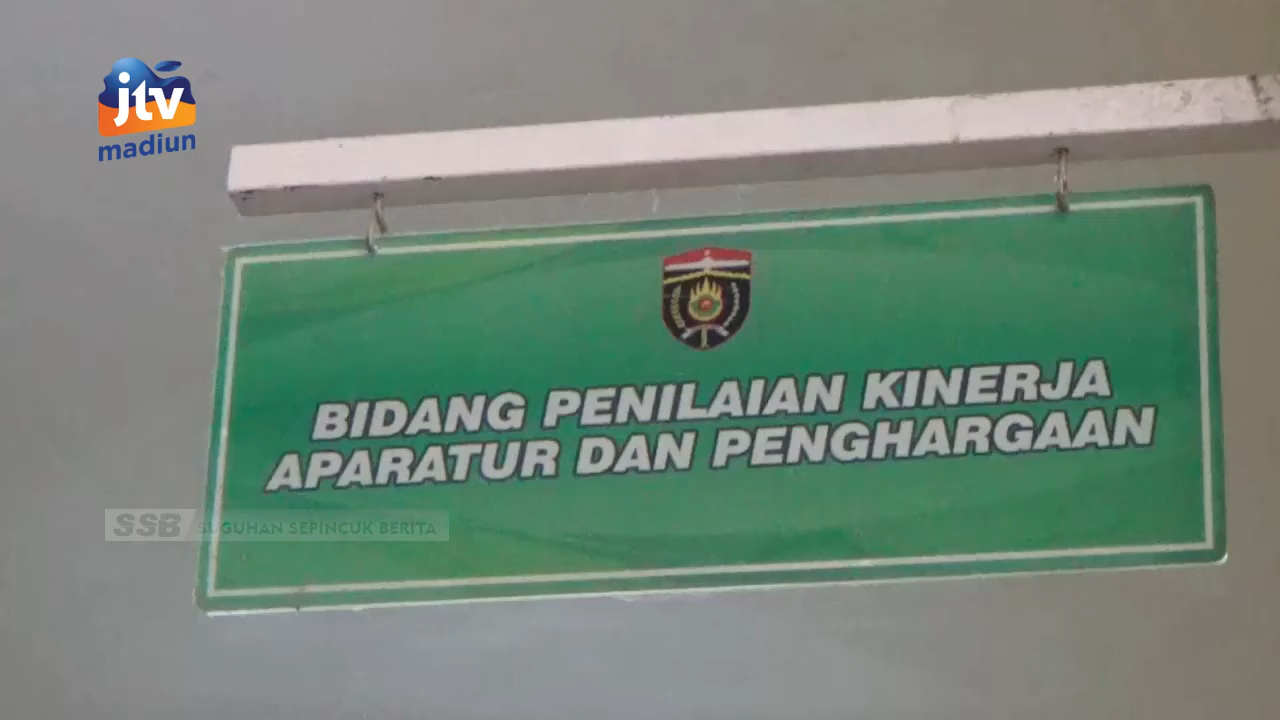 jtv
madiun
BIDANG PENILAIAN KINERJA
APARATUR DAN PENGHARGAAN
SSB SUGUHAN SEPINCUK BERITA